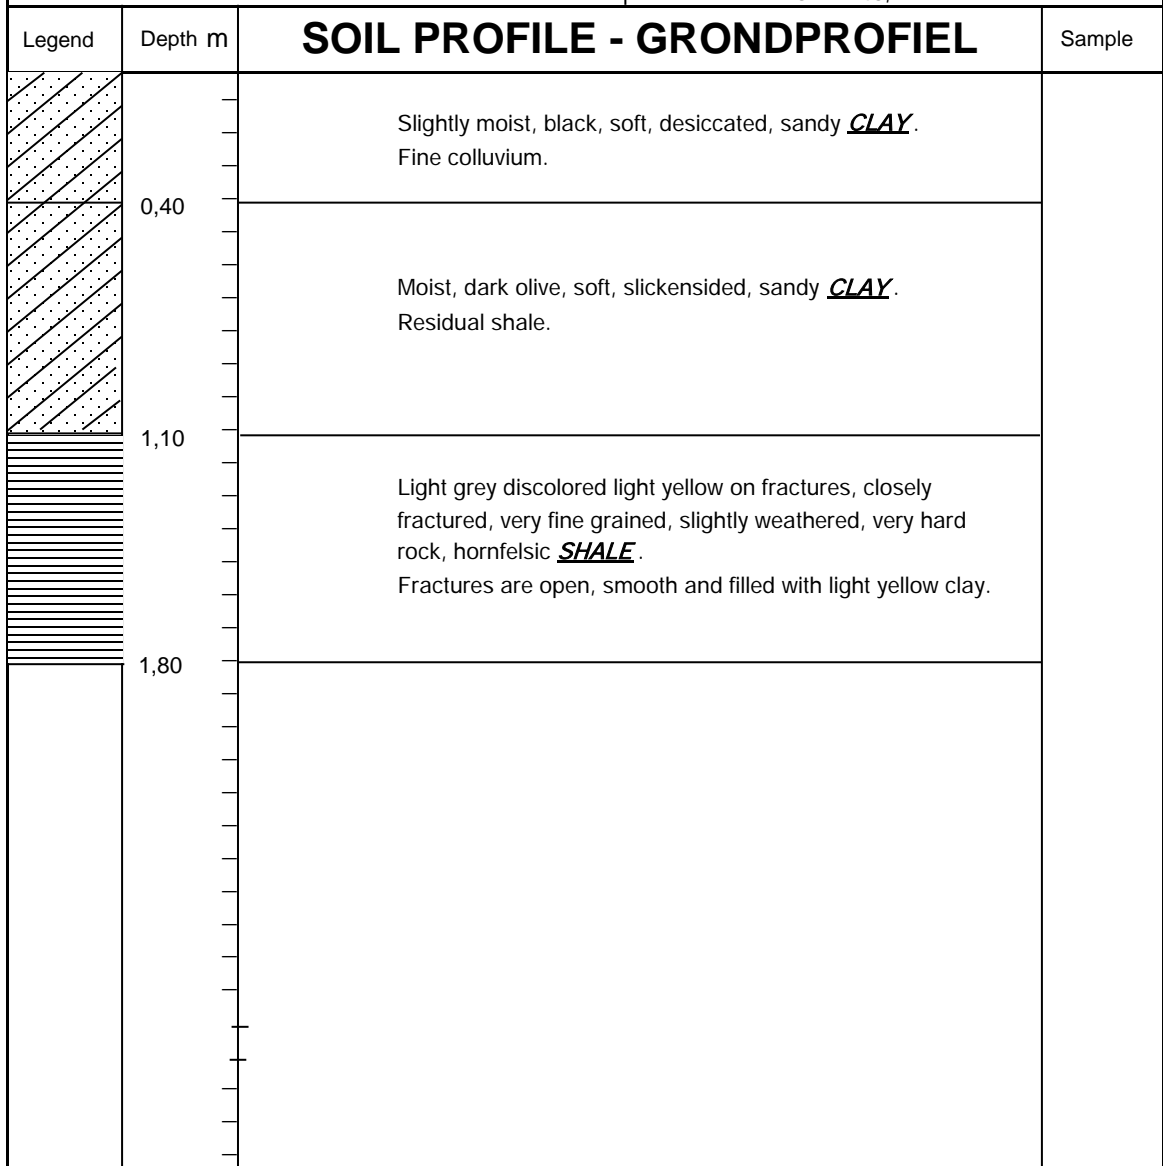 Legend Depth m SOIL PROFILE - GRONDPROFIEL Sample
Slightly moist, black, soft, desiccated, sandy CLAY.
Fine colluvium.
0,40
Moist, dark olive, soft, slickensided, sandy CLAY.
Residual shale.
1,10
Light grey discolored light yellow on fractures, closely
fractured, very fine grained, slightly weathered, very hard
rock, hornfelsic SHALE.
Fractures are open, smooth and filled with light yellow clay.
1,80